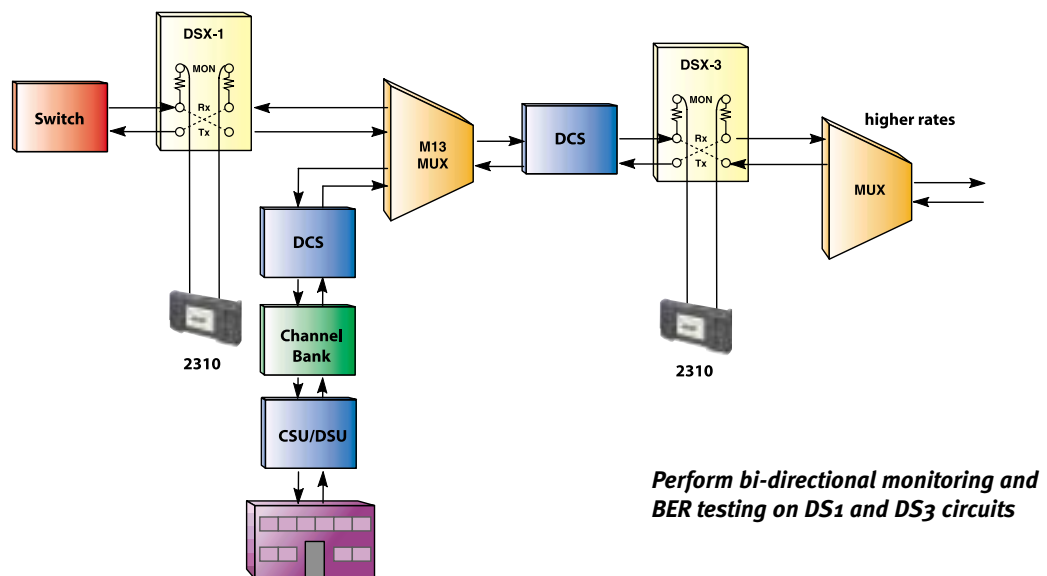 DSX-1
MON
Rx
Tx
Switch
M13
MUX
DCS
DSX-3
MON
Rx
Tx
higher rates
MUX
DCS
Channel
Bank
CSU/DSU
2310
2310
Perform bi-directional monitoring and
BER testing on DS1 and DS3 circuits